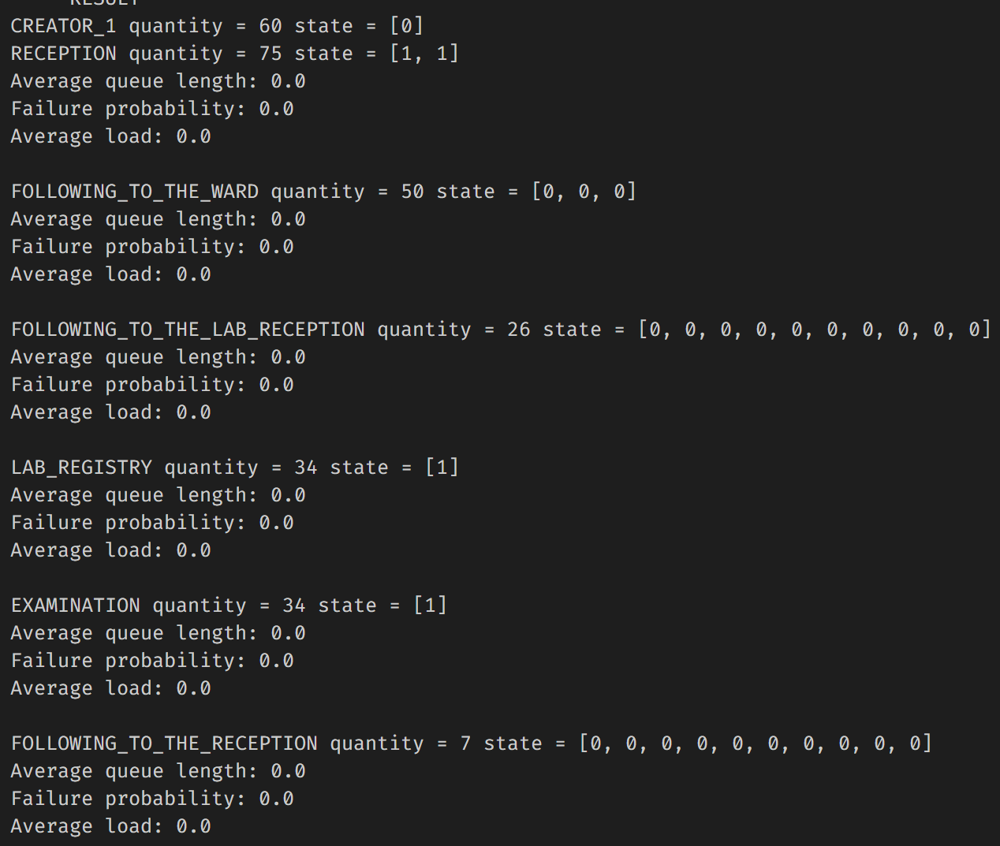 RESULT
CREATOR_1 quantity = 60 state = [0]
RECEPTION quantity = 75 state = [1, 1]
Average queue length: 0.0
Failure probability: 0.0
Average load: 0.0
FOLLOWING_TO_THE_WARD quantity = 50 state = [0, 0, 0]
Average queue length: 0.0
Failure probability: 0.0
Average load: 0.0
FOLLOWING_TO_THE_LAB_RECEPTION quantity = 26 state = [0, 0, 0, 0, 0, 0, 0, 0, 0, 0]
Average queue length: 0.0
Failure probability: 0.0
Average load: 0.0
LAB_REGISTRY quantity = 34 state = [1]
Average queue length: 0.0
Failure probability: 0.0
Average load: 0.0
EXAMINATION quantity = 34 state = [1]
Average queue length: 0.0
Failure probability: 0.0
Average load: 0.0
FOLLOWING_TO_THE_RECEPTION quantity = 7 state = [0, 0, 0, 0, 0, 0, 0, 0, 0, 0]
Average queue length: 0.0
Failure probability: 0.0
Average load: 0.0